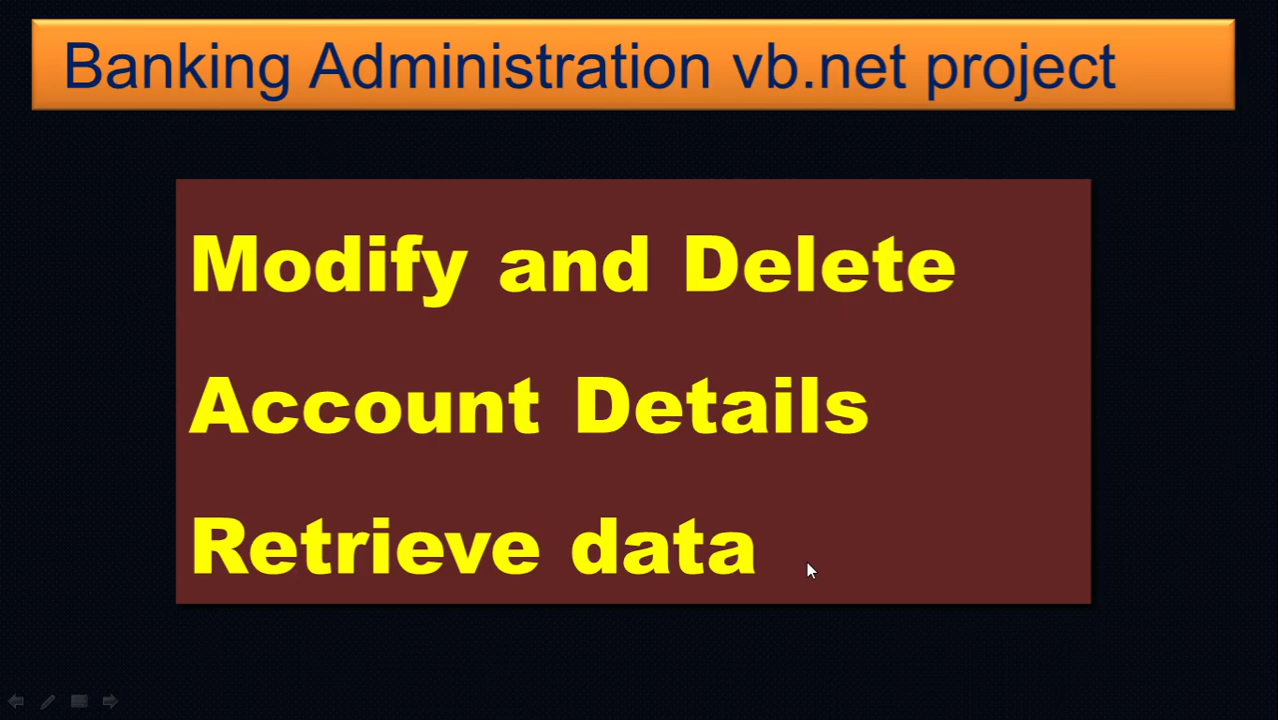 Banking Administration vb.net project
Modify and Delete
Account Details
Retrieve data